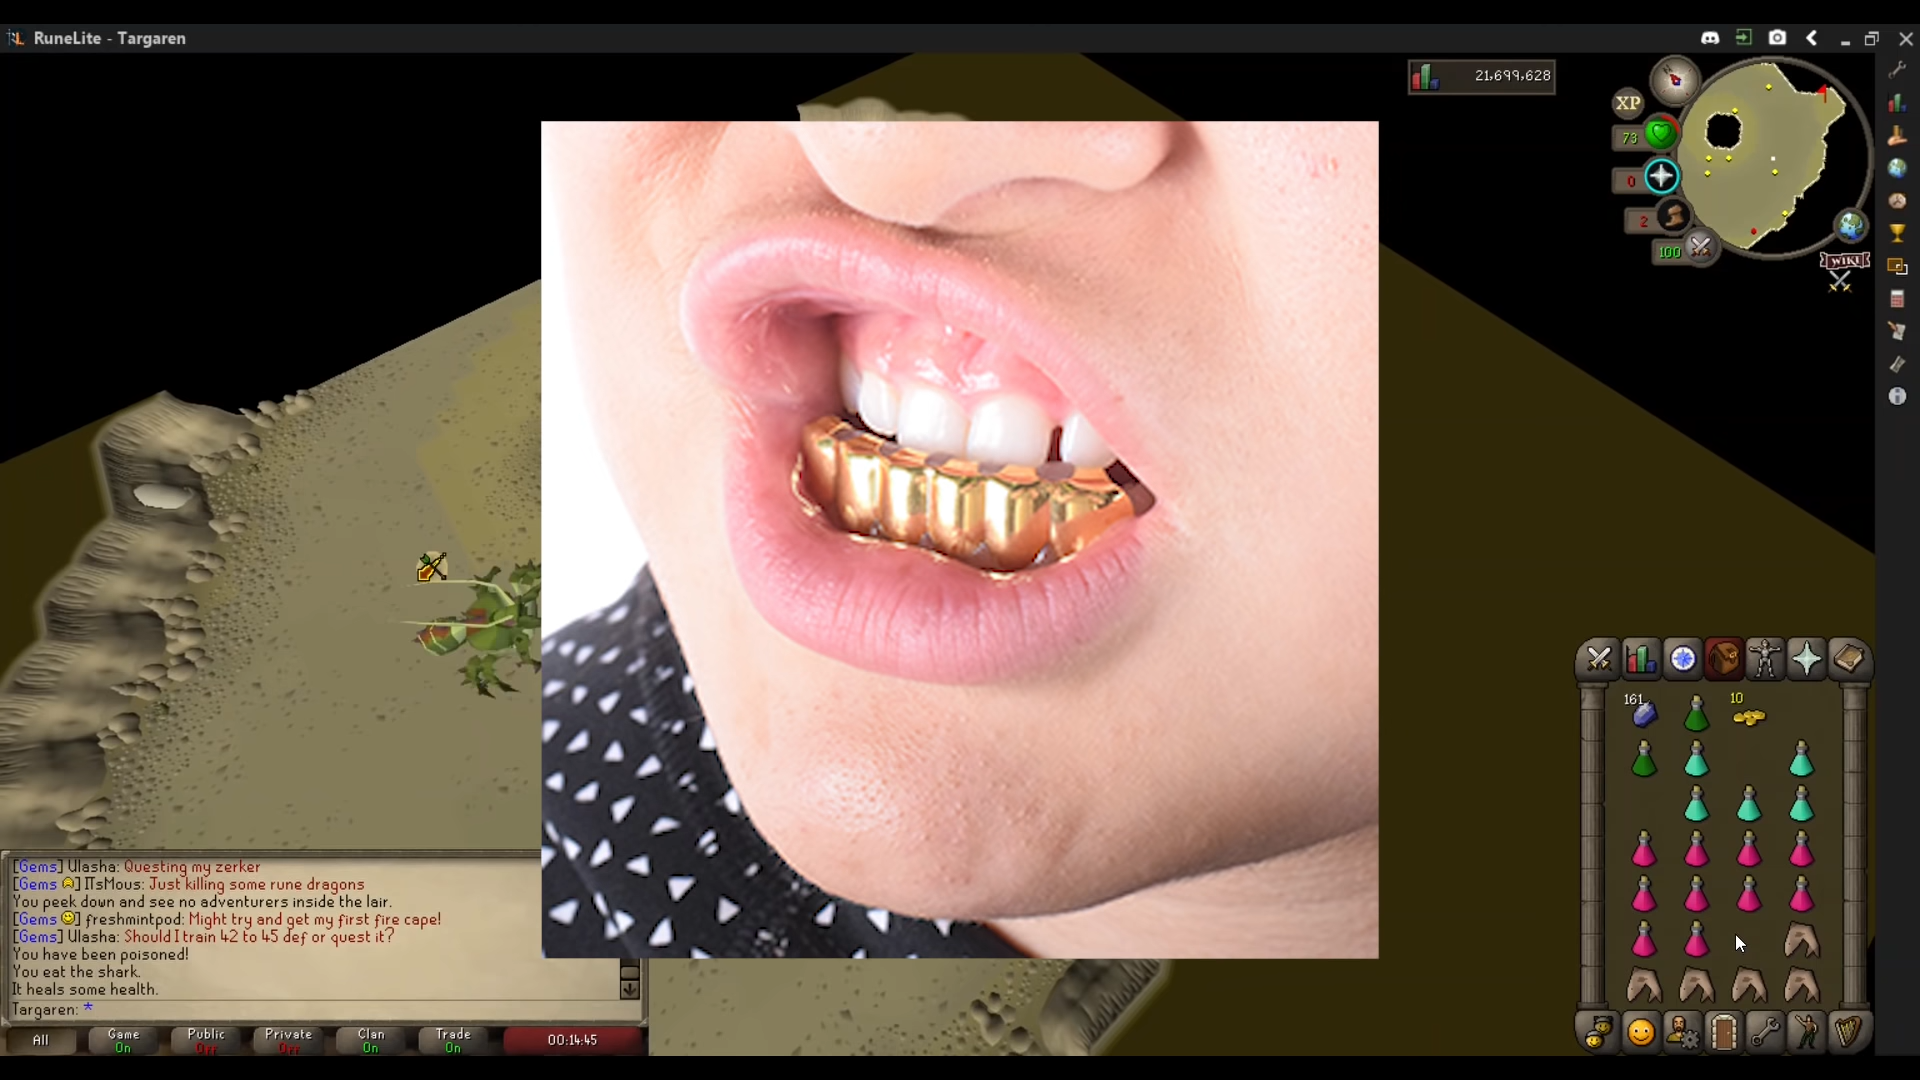 RuneLite - Targaren
21,699,628
XP
73
0
2
100
WIKI
161
10
[Gems] Ulasha: Questing my zerker
[Gems] ITsMous: Just killing some rune dragons
You peek down and see no adventurers inside the lair.
[Gems] freshmintpod: Might try and get my first fire cape!
[Gems] Ulasha: Should I train 42 to 45 def or quest it?
You have been poisoned!
You eat the shark.
It heals some health.
Targaren: *
All
Game
On
Public
Off
Private
Off
Clan
On
Trade
On
00:14:45